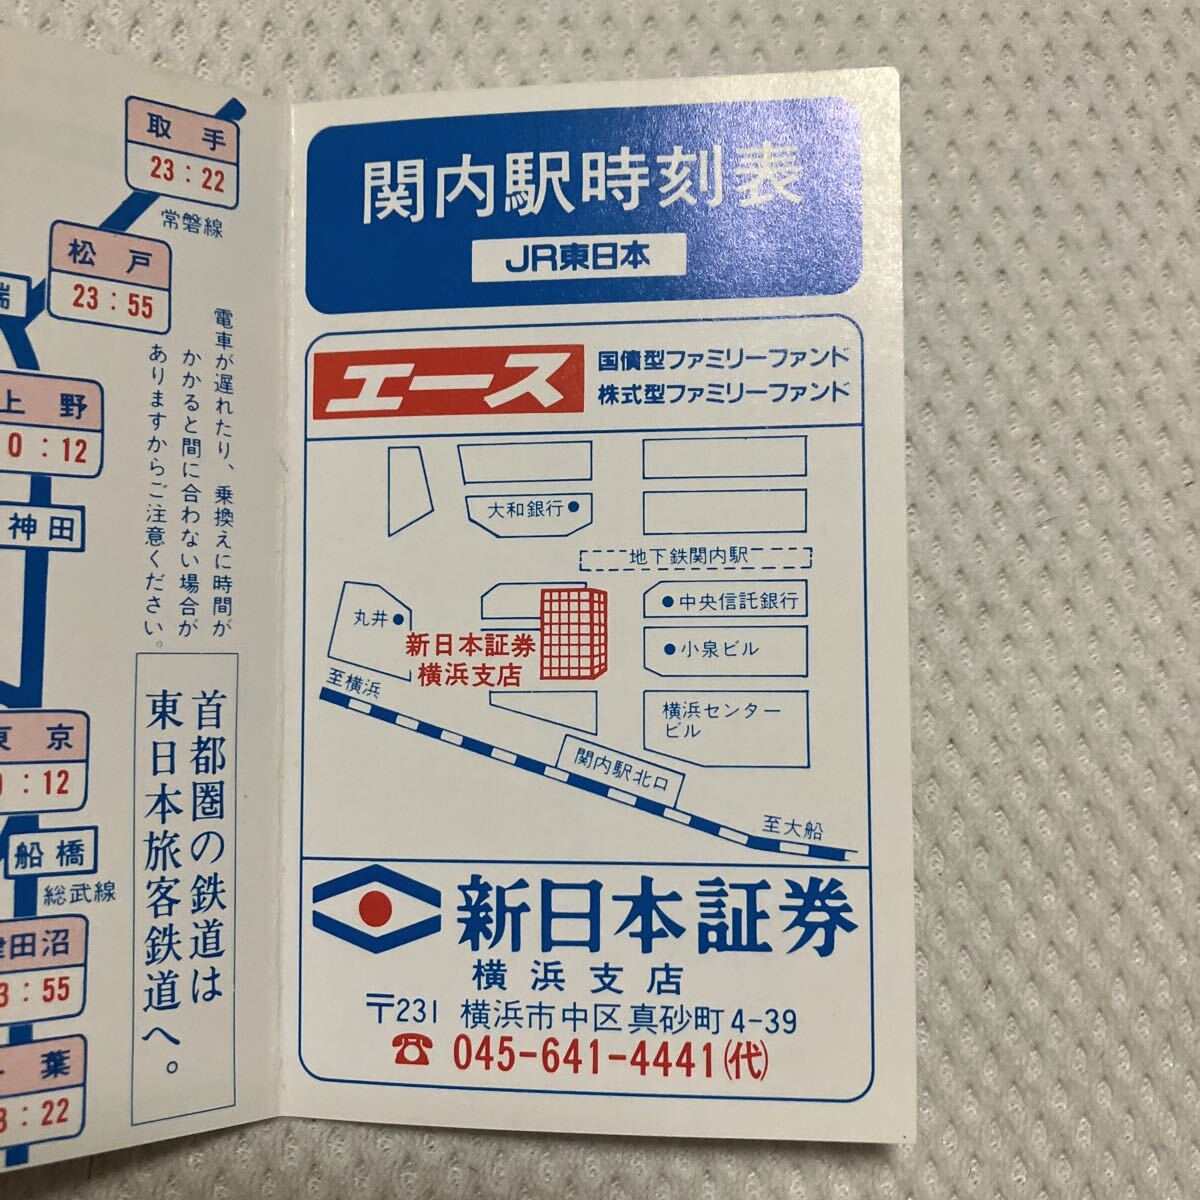 関内駅時刻表
JR東日本
エース
国債型ファミリーファンド
株式型ファミリーファンド
大和銀行
地下鉄関内駅
丸井
中央信託銀行
小泉ビル
新日本証券
横浜支店
至横浜
横浜センター
ビル
関内駅北口
至大船
新日本証券
横浜支店
〒231 横浜市中区真砂町4-39
☎ 045-641-4441(代)
取手
23:22
常磐線
松戸
23:55
端
上野
0:12
神田
電車が遅れたり、乗換えに時間が
かかると間に合わない場合が
ありますからご注意ください。
東京
0:12
船橋
総武線
津田沼
3:55
葉
3:22
首都圏の鉄道は
東日本旅客鉄道へ。